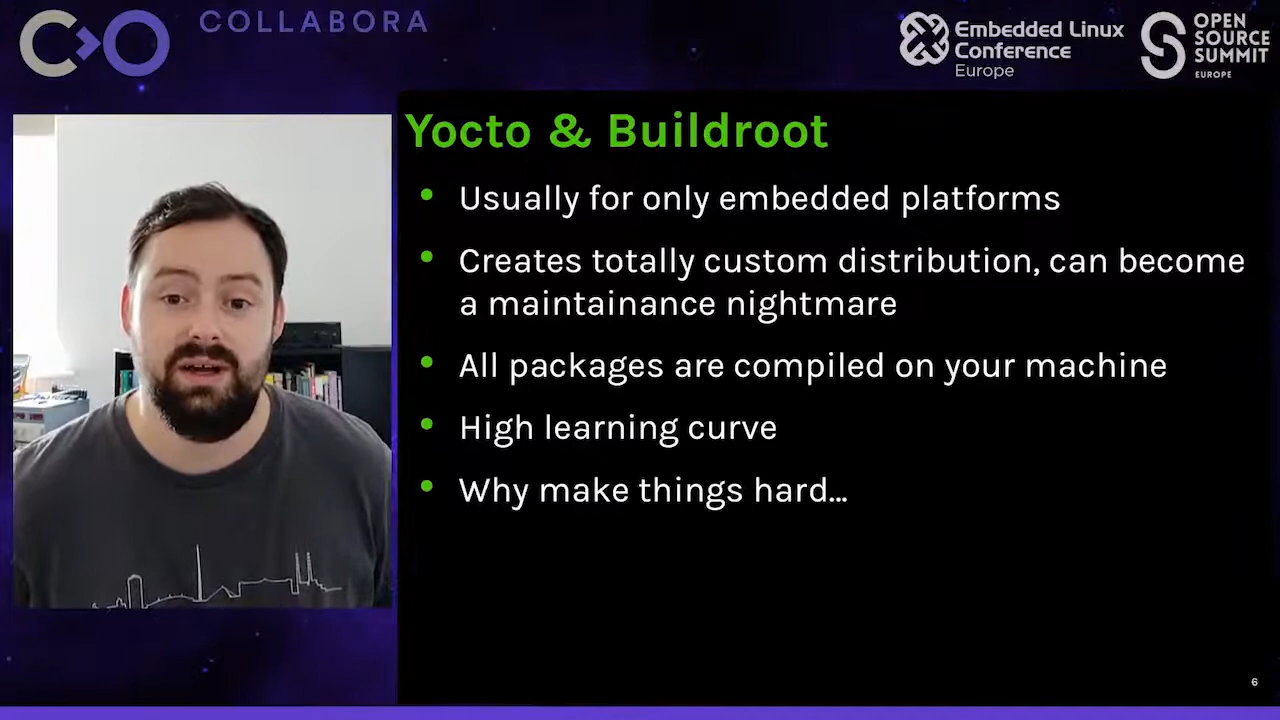 COLLABORA
Embedded Linux
Conference
Europe
OPEN
SOURCE
SUMMIT
EUROPE
Yocto & Buildroot
• Usually for only embedded platforms
• Creates totally custom distribution, can become
a maintainance nightmare
• All packages are compiled on your machine
• High learning curve
• Why make things hard...
6